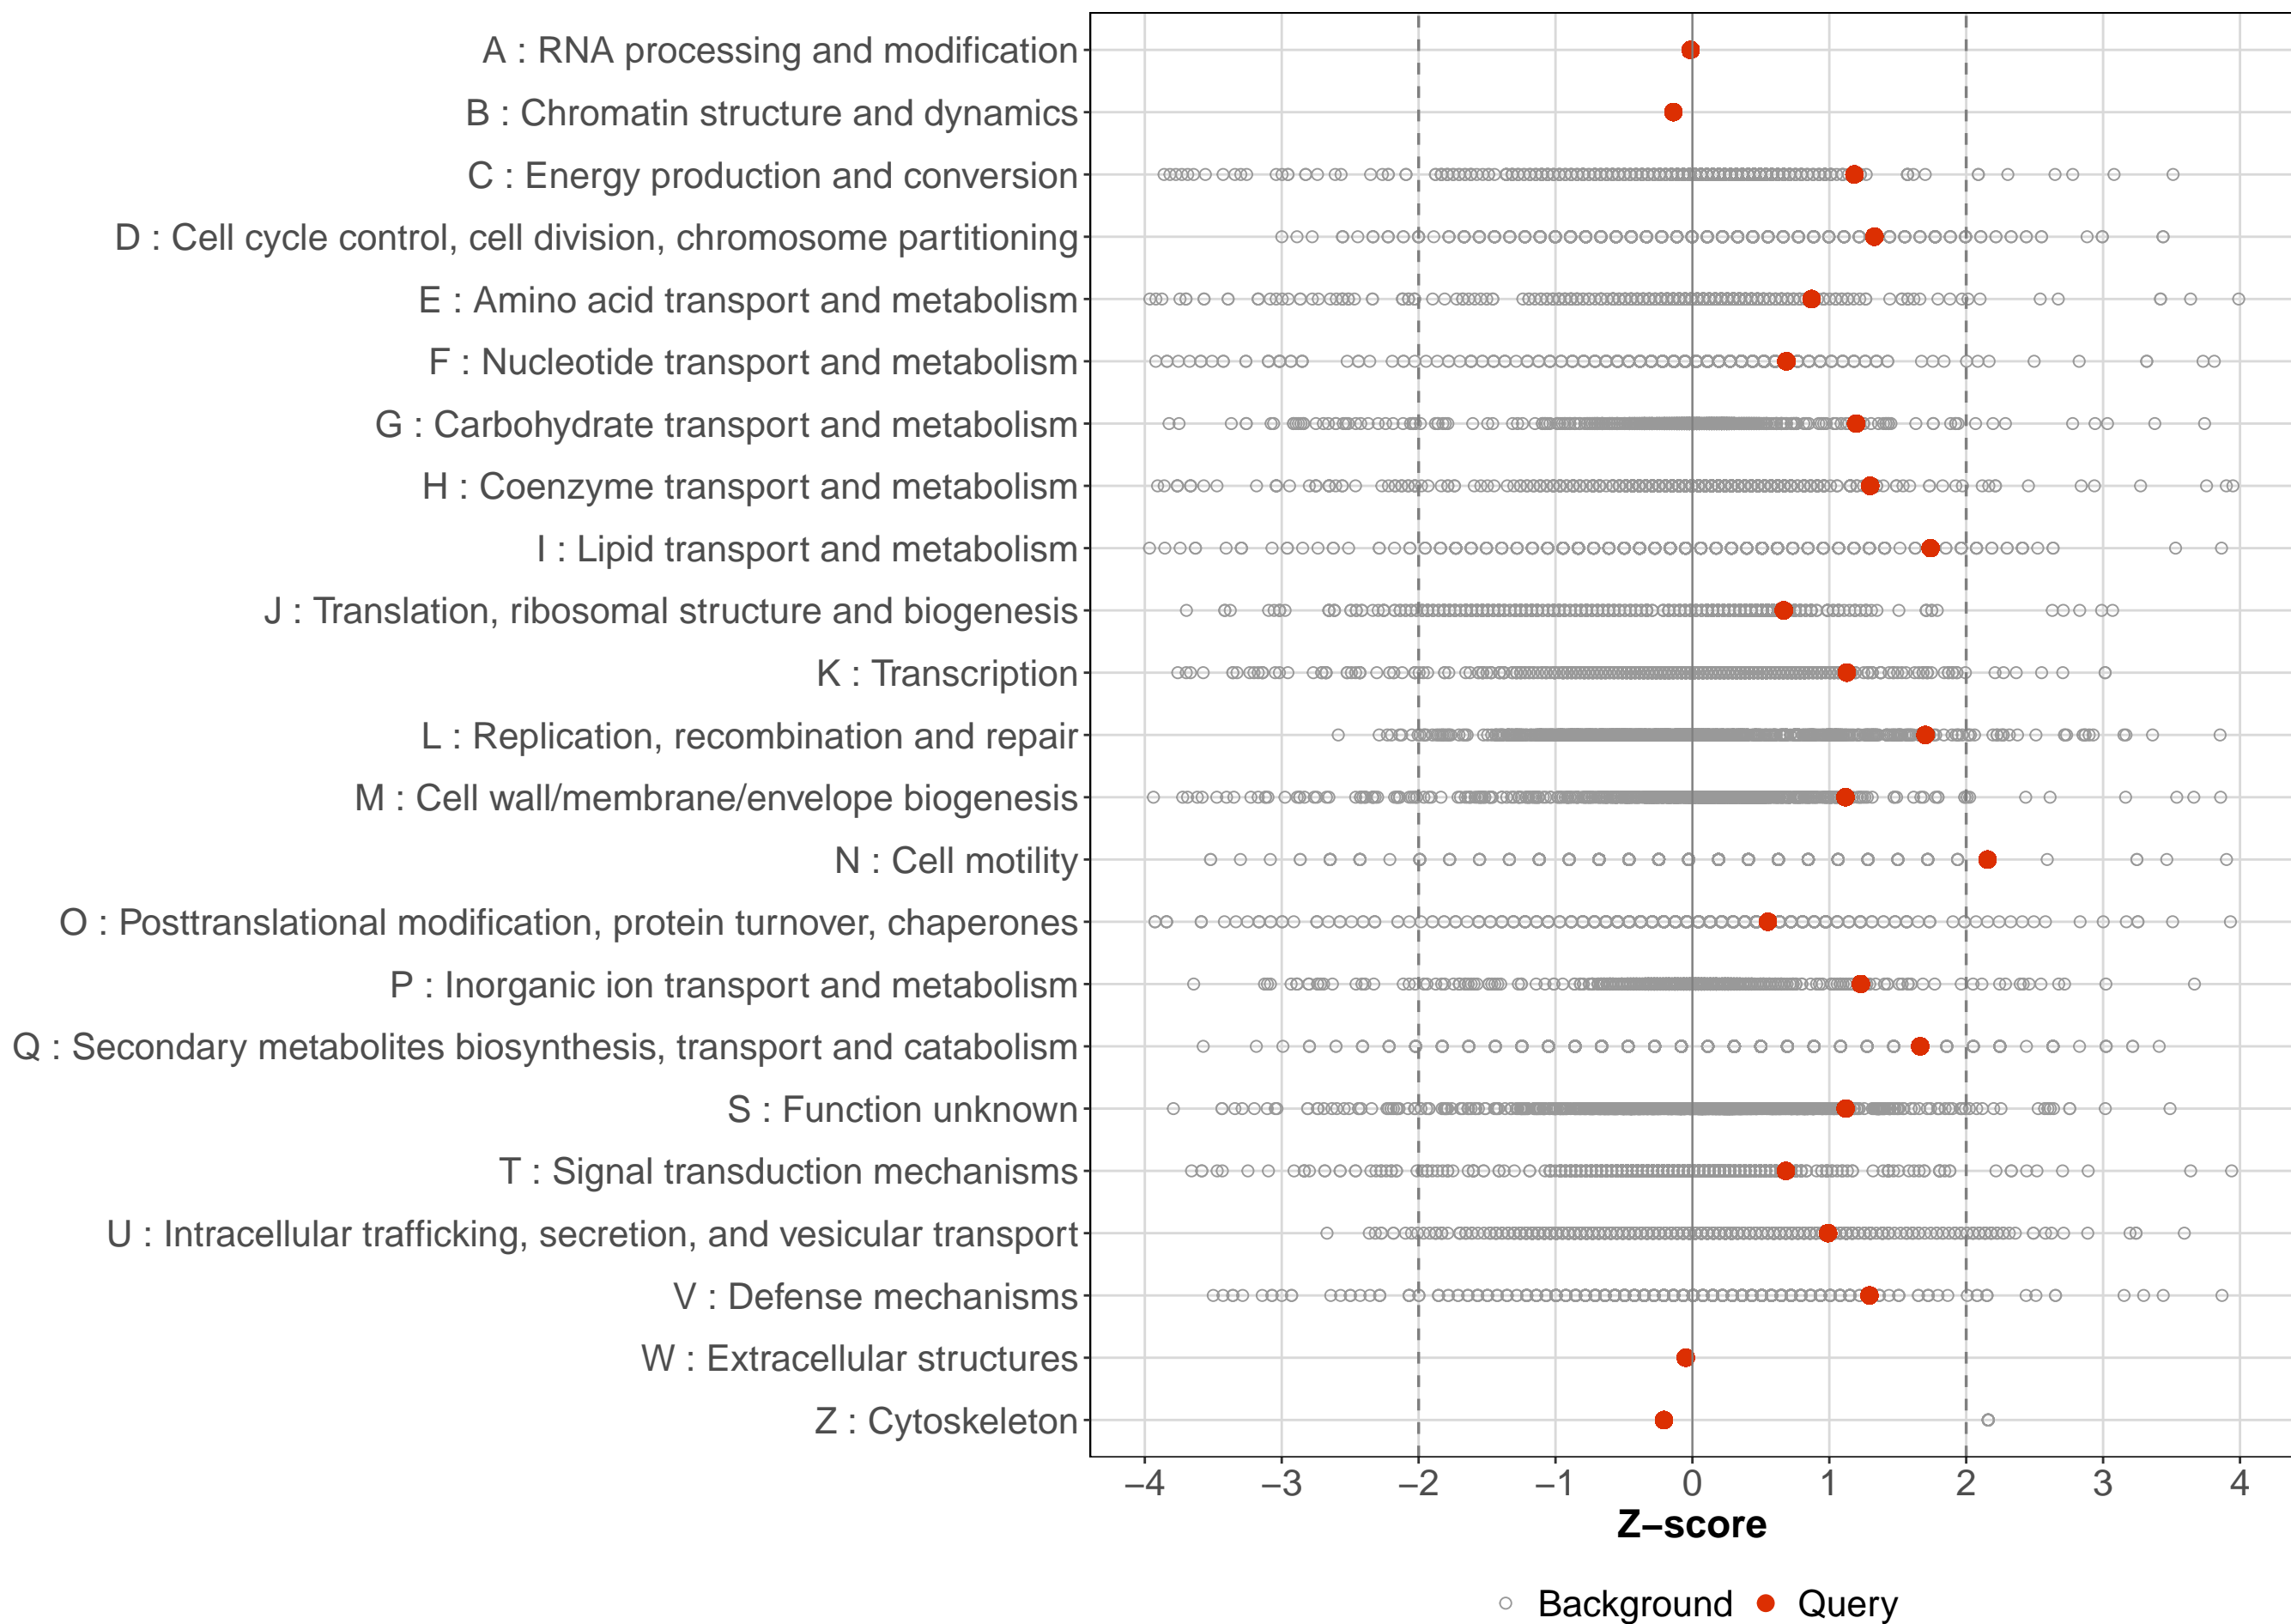 A : RNA processing and modification
B : Chromatin structure and dynamics
C : Energy production and conversion
D : Cell cycle control, cell division, chromosome partitioning
E : Amino acid transport and metabolism
F : Nucleotide transport and metabolism
G : Carbohydrate transport and metabolism
H : Coenzyme transport and metabolism
I : Lipid transport and metabolism
J : Translation, ribosomal structure and biogenesis
K : Transcription
L : Replication, recombination and repair
M : Cell wall/membrane/envelope biogenesis
N : Cell motility
O : Posttranslational modification, protein turnover, chaperones
P : Inorganic ion transport and metabolism
Q : Secondary metabolites biosynthesis, transport and catabolism
S : Function unknown
T : Signal transduction mechanisms
U : Intracellular trafficking, secretion, and vesicular transport
V : Defense mechanisms
W : Extracellular structures
Z : Cytoskeleton
−4 −3 −2 −1 0 1 2 3 4
Z−score
Background Query